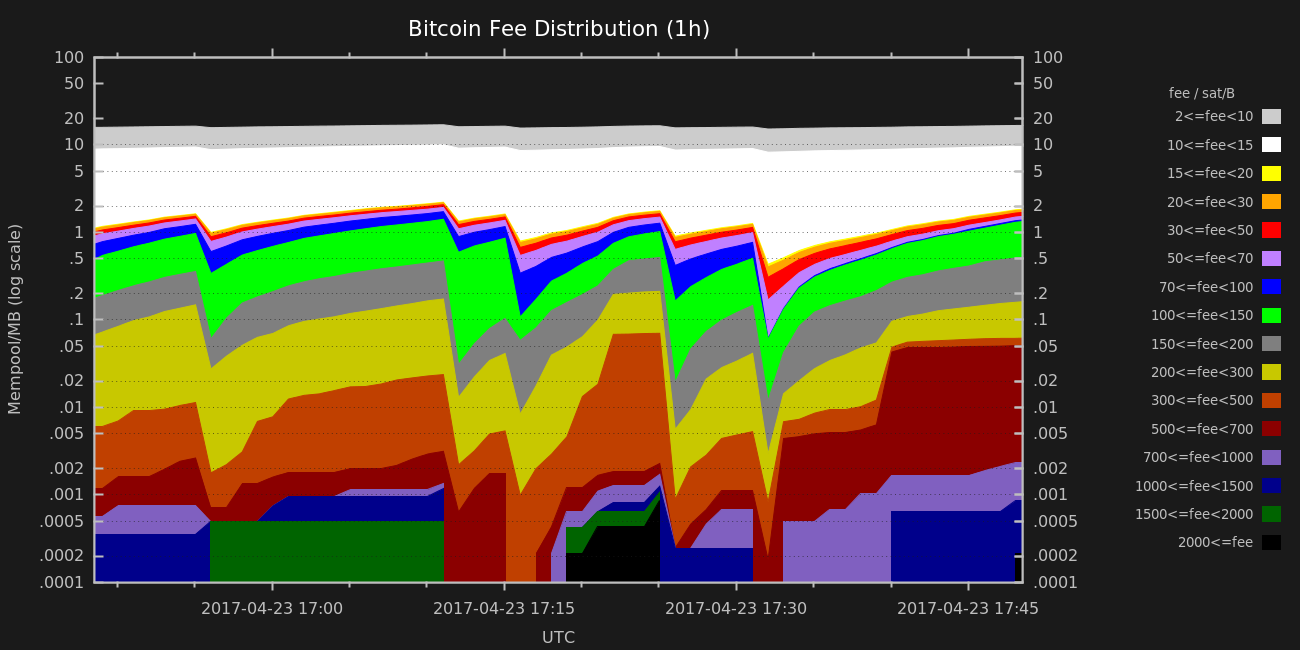 Bitcoin Fee Distribution (1h)
Mempool/MB (log scale)
100
50
20
10
5
2
1
.5
.2
.1
.05
.02
.01
.005
.002
.001
.0005
.0002
.0001
100
50
20
10
5
2
1
.5
.2
.1
.05
.02
.01
.005
.002
.001
.0005
.0002
.0001
fee / sat/B
2<=fee<10
10<=fee<15
15<=fee<20
20<=fee<30
30<=fee<50
50<=fee<70
70<=fee<100
100<=fee<150
150<=fee<200
200<=fee<300
300<=fee<500
500<=fee<700
700<=fee<1000
1000<=fee<1500
1500<=fee<2000
2000<=fee
2017-04-23 17:00 2017-04-23 17:15 2017-04-23 17:30 2017-04-23 17:45
UTC